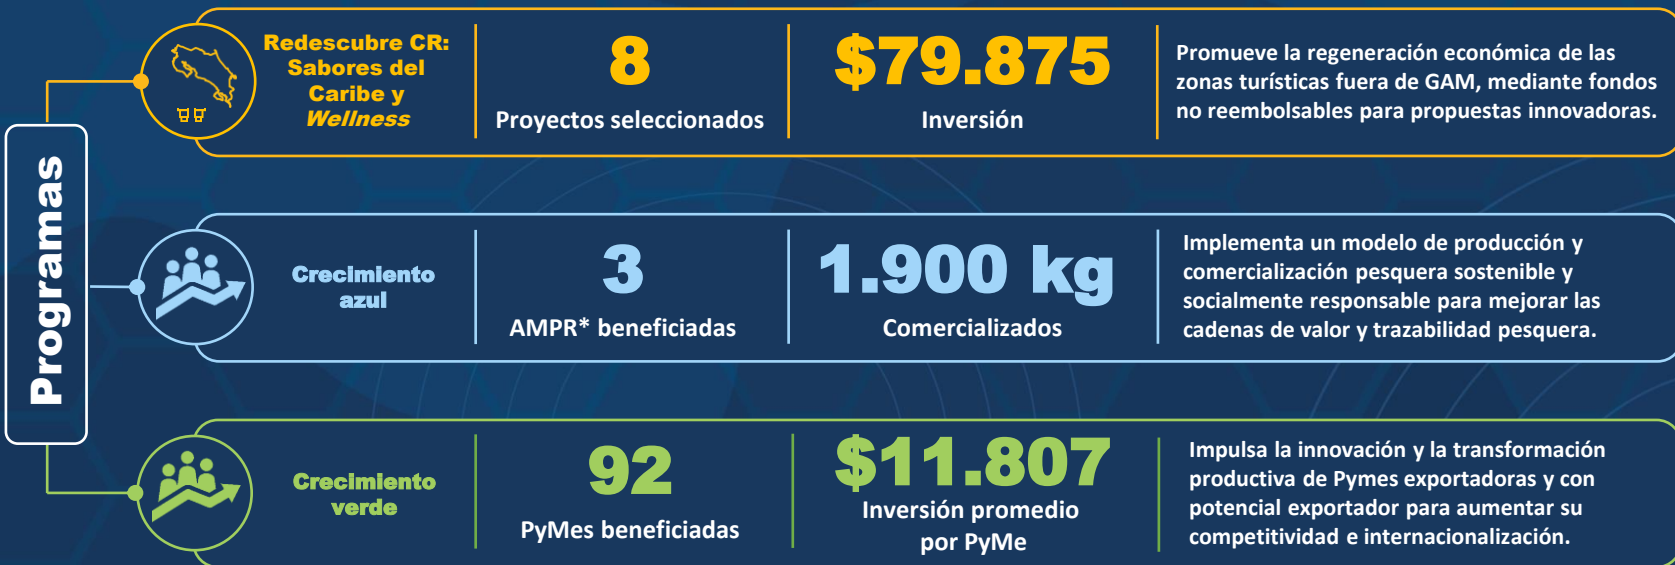 Programas
Redescubre CR:
Sabores del
Caribe y
Wellness
8
Proyectos seleccionados
$79.875
Inversión
Promueve la regeneración económica de las
zonas turísticas fuera de GAM, mediante fondos
no reembolsables para propuestas innovadoras.
Crecimiento
azul
3
AMPR* beneficiadas
1.900 kg
Comercializados
Implementa un modelo de producción y
comercialización pesquera sostenible y
socialmente responsable para mejorar las
cadenas de valor y trazabilidad pesquera.
Crecimiento
verde
92
PyMes beneficiadas
$11.807
Inversión promedio
por PyMe
Impulsa la innovación y la transformación
productiva de Pymes exportadoras y con
potencial exportador para aumentar su
competitividad e internacionalización.